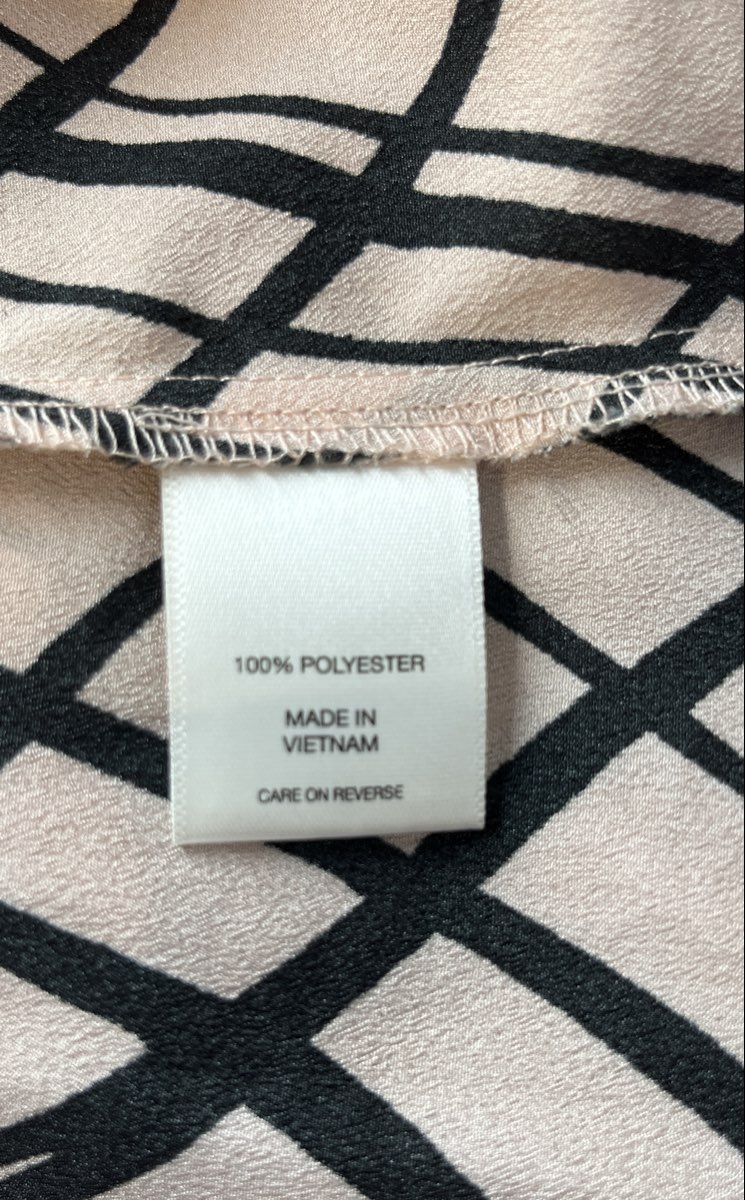 100% POLYESTER
MADE IN
VIETNAM
CARE ON REVERSE